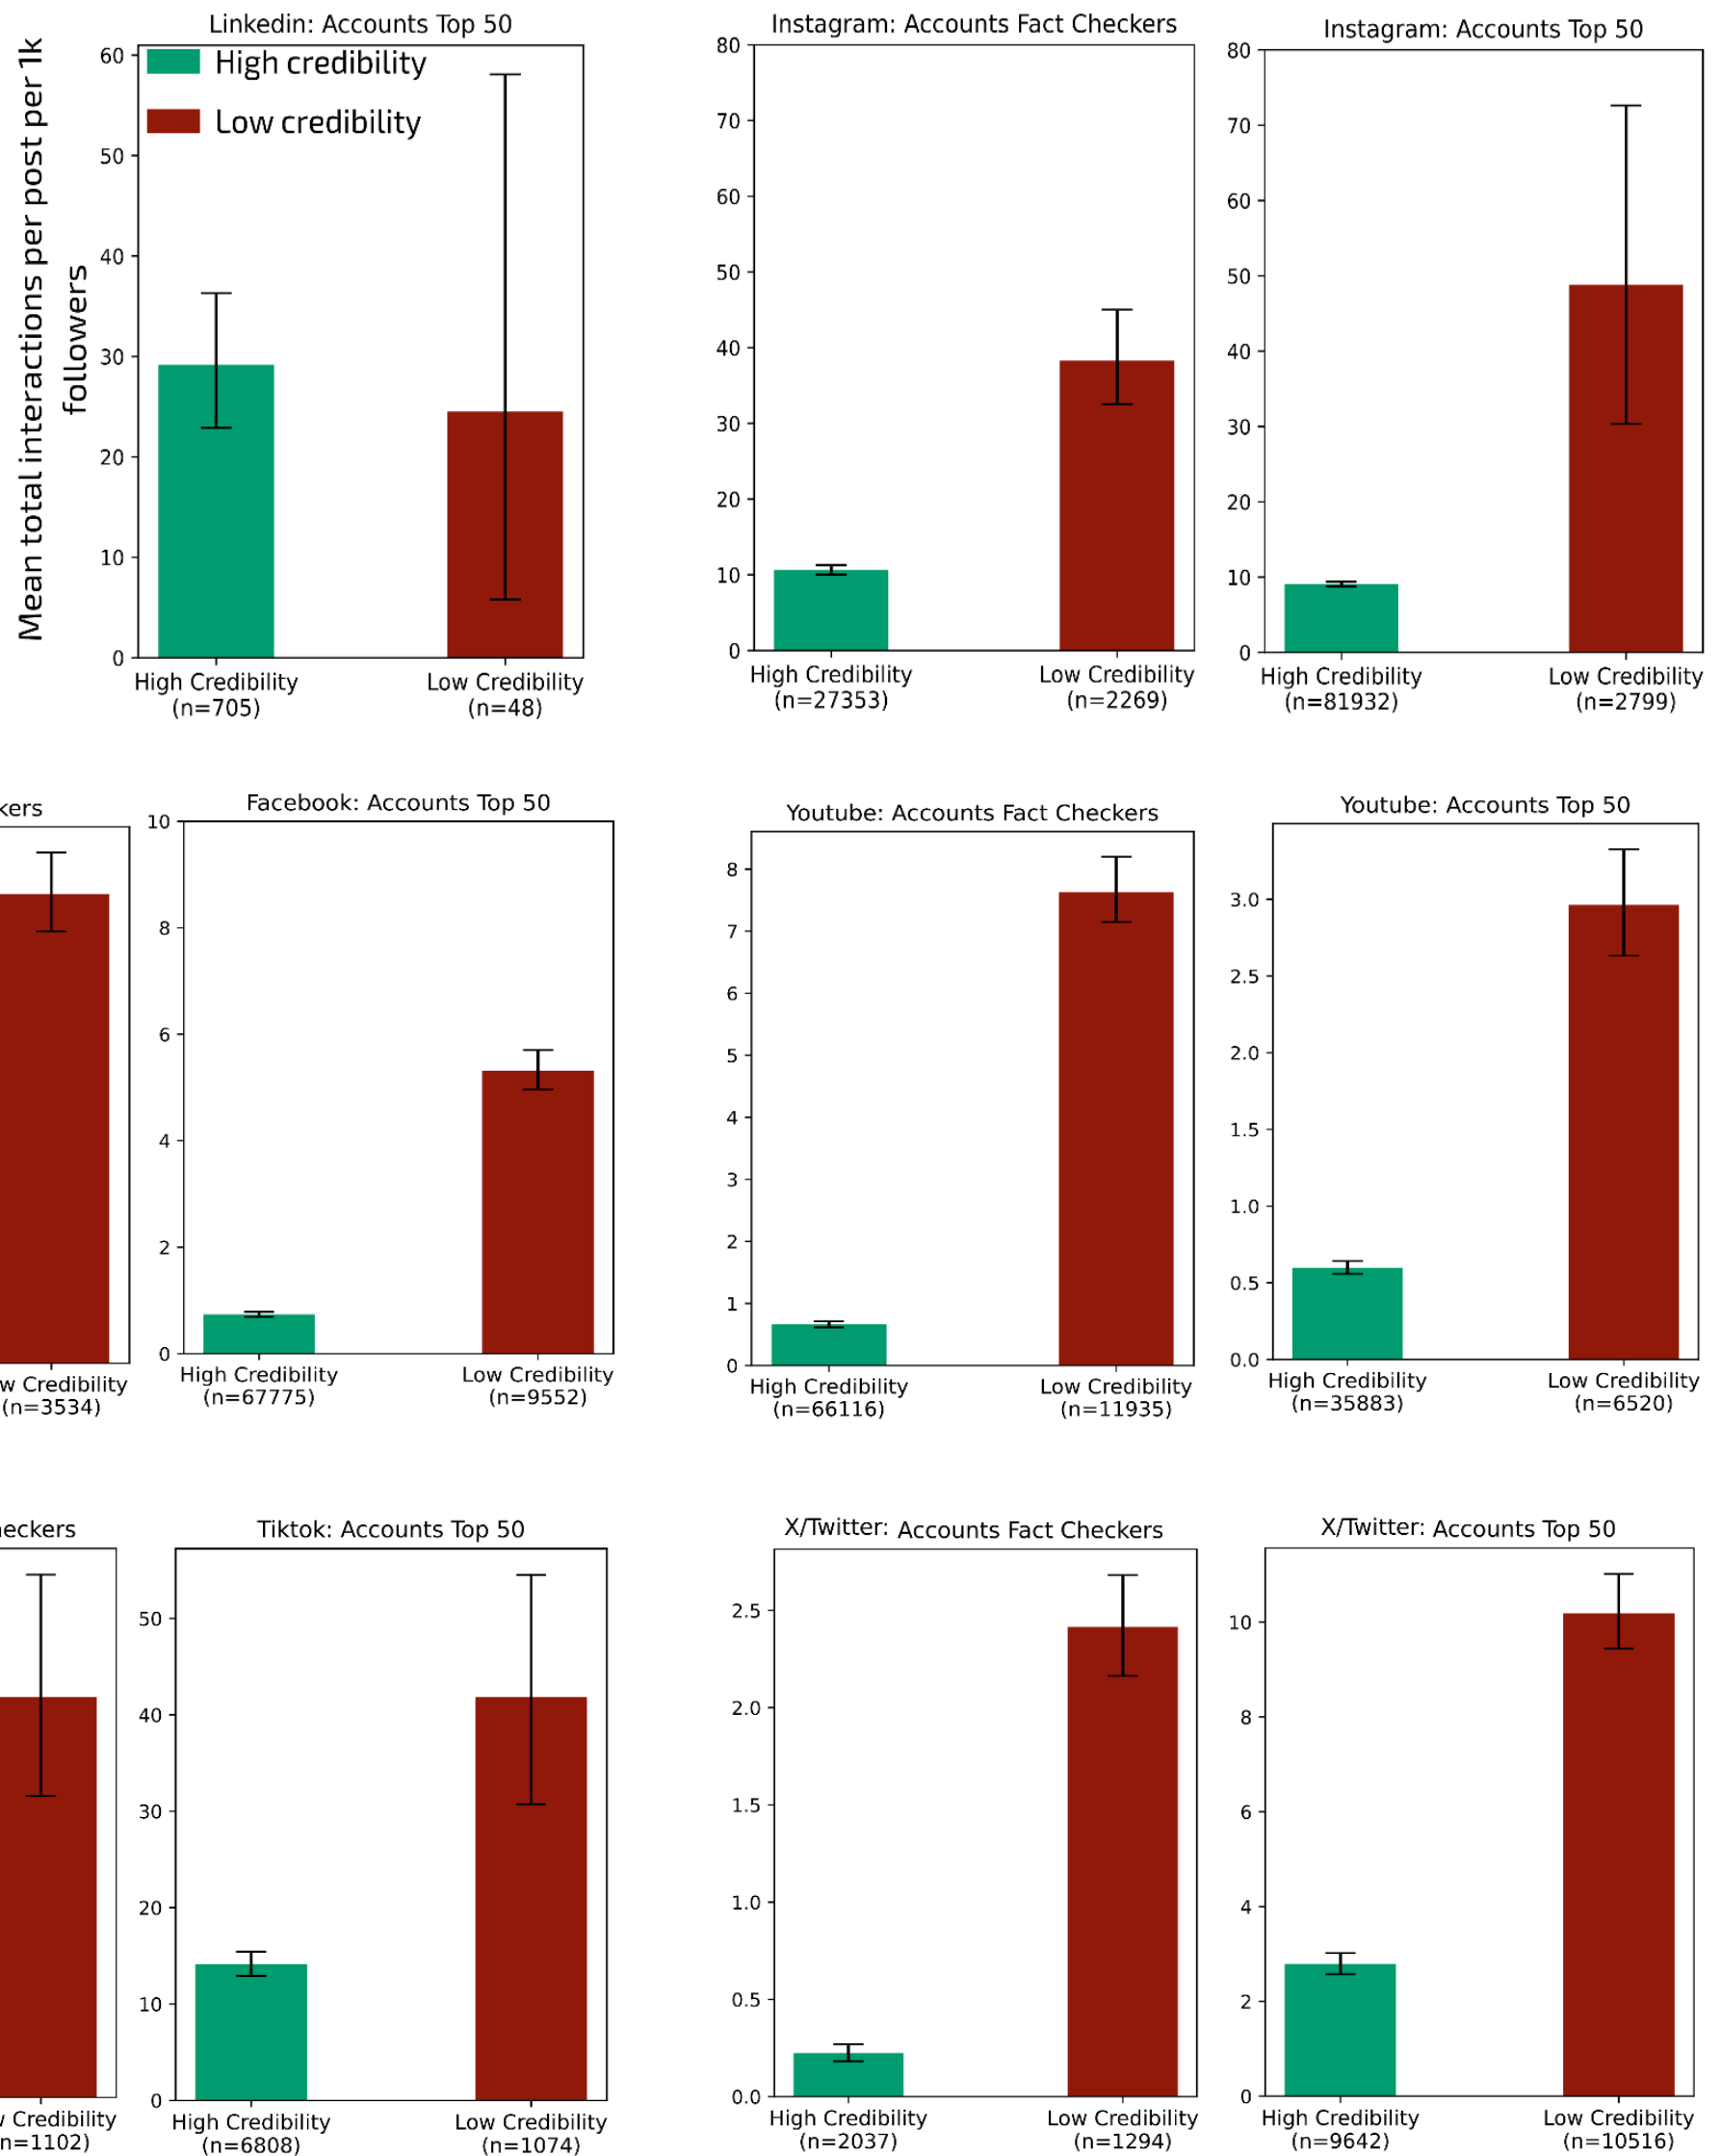 Mean total interactions per post per 1k
followers
Linkedin: Accounts Top 50
High credibility
Low credibility
60
50
40
30
20
10
0
High Credibility
(n=705)
Low Credibility
(n=48)
Instagram: Accounts Fact Checkers
80
70
60
50
40
30
20
10
0
High Credibility
(n=27353)
Low Credibility
(n=2269)
Instagram: Accounts Top 50
80
70
60
50
40
30
20
10
0
High Credibility
(n=81932)
Low Credibility
(n=2799)
kers
w Credibility
(n=3534)
Facebook: Accounts Top 50
10
8
6
4
2
0
High Credibility
(n=67775)
Low Credibility
(n=9552)
Youtube: Accounts Fact Checkers
8
7
6
5
4
3
2
1
0
High Credibility
(n=66116)
Low Credibility
(n=11935)
Youtube: Accounts Top 50
3.0
2.5
2.0
1.5
1.0
0.5
0.0
High Credibility
(n=35883)
Low Credibility
(n=6520)
eckers
Credibility
n=1102)
Tiktok: Accounts Top 50
50
40
30
20
10
0
High Credibility
(n=6808)
Low Credibility
(n=1074)
X/Twitter: Accounts Fact Checkers
2.5
2.0
1.5
1.0
0.5
0.0
High Credibility
(n=2037)
Low Credibility
(n=1294)
X/Twitter: Accounts Top 50
10
8
6
4
2
0
High Credibility
(n=9642)
Low Credibility
(n=10516)